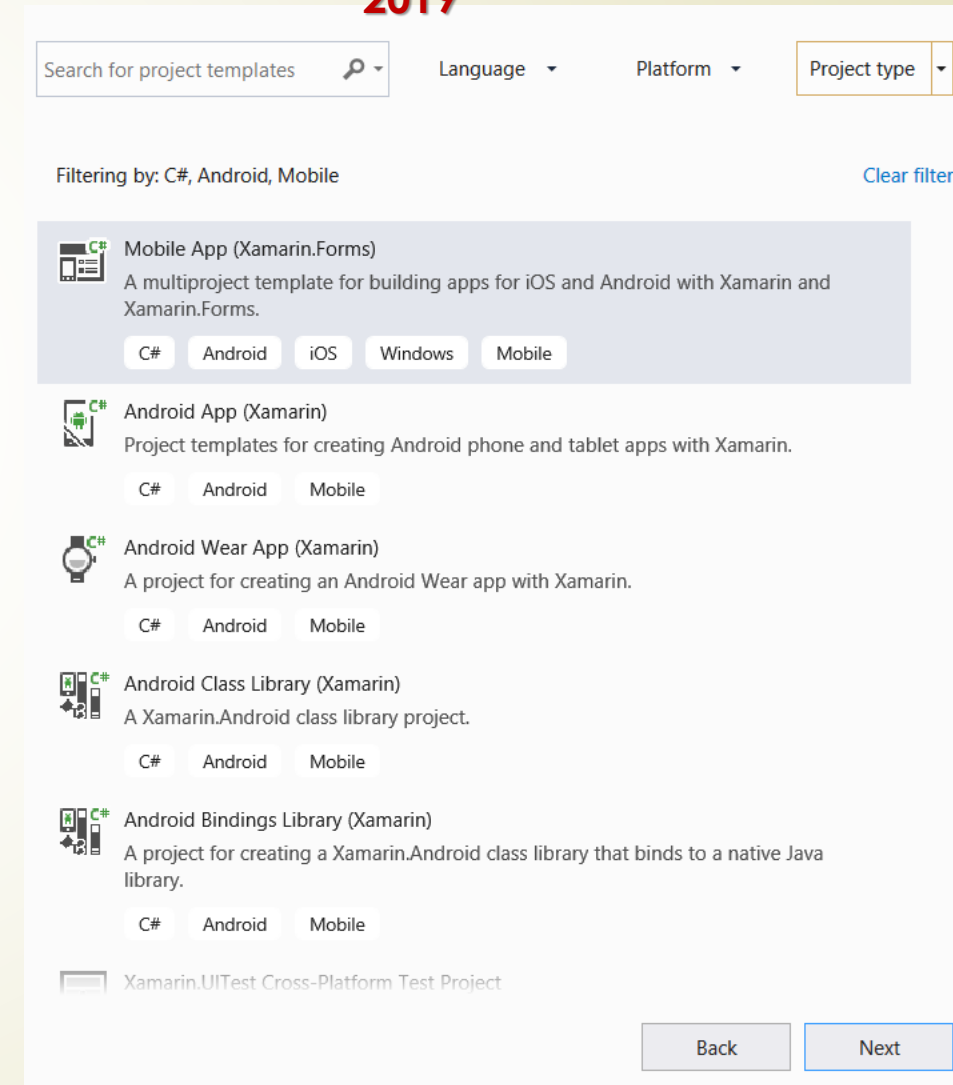 2019
Search for project templates
Language
Platform
Project type
Filtering by: C#, Android, Mobile
Clear filter
C#
Mobile App (Xamarin.Forms)
A multiproject template for building apps for iOS and Android with Xamarin and
Xamarin.Forms.
C# Android iOS Windows Mobile
C#
Android App (Xamarin)
Project templates for creating Android phone and tablet apps with Xamarin.
C# Android Mobile
C#
Android Wear App (Xamarin)
A project for creating an Android Wear app with Xamarin.
C# Android Mobile
C#
Android Class Library (Xamarin)
A Xamarin.Android class library project.
C# Android Mobile
C#
Android Bindings Library (Xamarin)
A project for creating a Xamarin.Android class library that binds to a native Java
library.
C# Android Mobile
Xamarin.UITest Cross-Platform Test Project
Back
Next